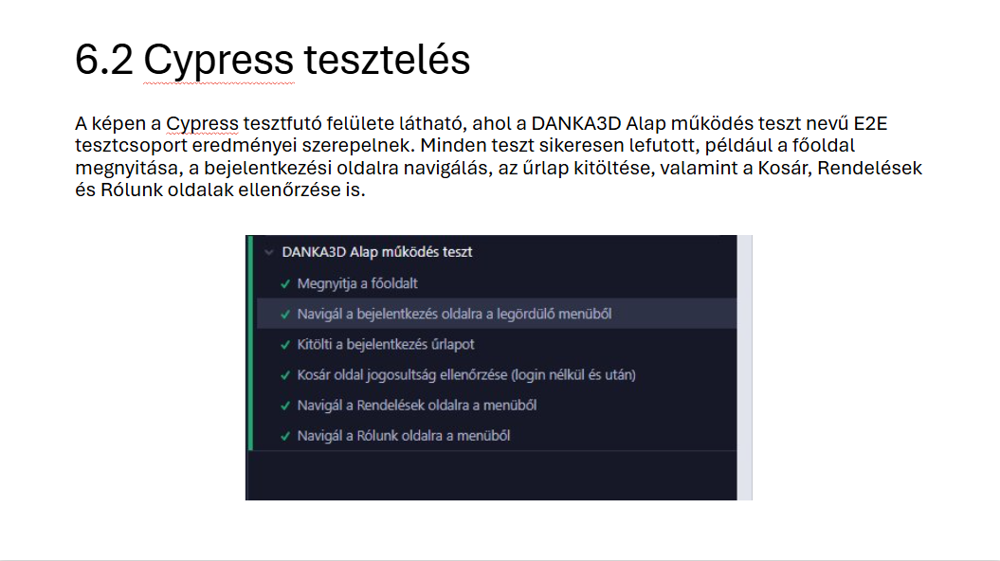 6.2 Cypress tesztelés
A képen a Cypress tesztfutó felülete látható, ahol a DANKA3D Alap működés teszt nevű E2E
tesztcsoport eredményei szerepelnek. Minden teszt sikeresen lefutott, például a főoldal
megnyitása, a bejelentkezési oldalra navigálás, az űrlap kitöltése, valamint a Kosár, Rendelések
és Rólunk oldalak ellenőrzése is.
DANKA3D Alap működés teszt
Megnyitja a főoldalt
Navigál a bejelentkezés oldalra a legördülő menüből
Kitölti a bejelentkezés űrlapot
Kosár oldal jogosultság ellenőrzése (login nélkül és után)
Navigál a Rendelések oldalra a menüből
Navigál a Rólunk oldalra a menüből